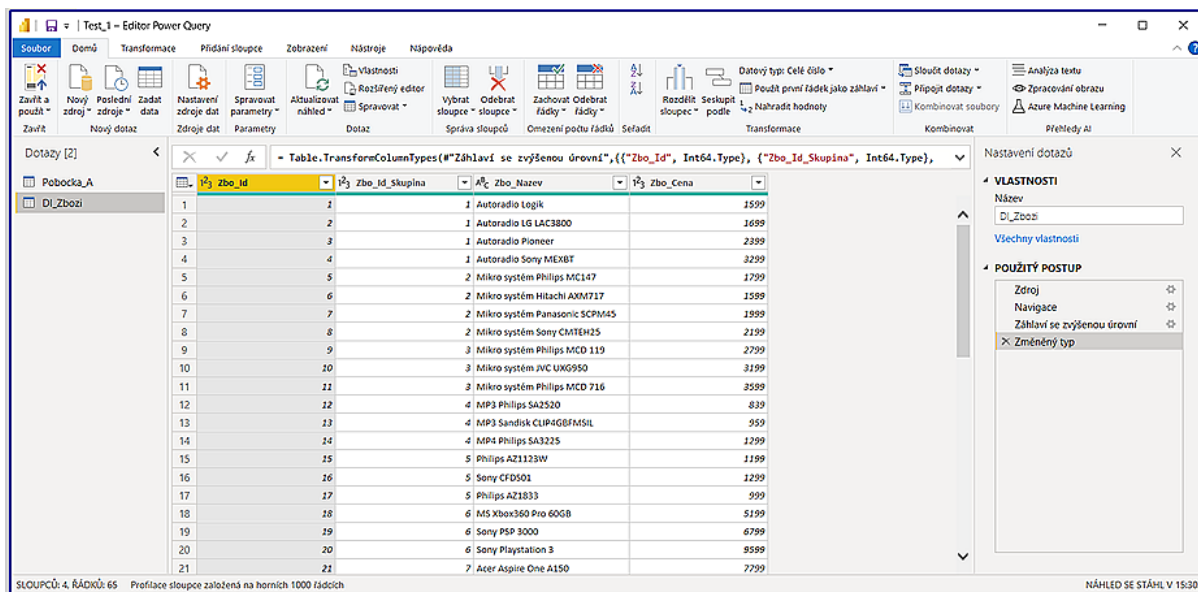 Test_1 – Editor Power Query
Soubor Domů Transformace Přidání sloupce Zobrazení Nástroje Nápověda
Zavřít a použít
Nový zdroj
Poslední zdroje
Zadat data
Nastavení zdroje dat
Spravovat parametry
Aktualizovat náhled
Vlastnosti
Rozšířený editor
Spravovat
Vybrat sloupce
Odebrat sloupce
Zachovat řádky
Odebrat řádky
Rozdělit sloupec
Seskupit podle
Datový typ: Celé číslo
Použít první řádek jako záhlaví
Nahradit hodnoty
Sloučit dotazy
Připojit dotazy
Kombinovat soubory
Analýza textu
Zpracování obrazu
Azure Machine Learning
Zavřít Nový dotaz Zdroje dat Parametry Dotaz Správa sloupců Omezení počtu řádků Seřadit Transformace Kombinovat Přehledy AI
Dotazy [2]
Pobocka_A
DI_Zbozi
fx = Table.TransformColumnTypes(#"Záhlaví se zvýšenou úrovní",{{"Zbo_Id", Int64.Type}, {"Zbo_Id_Skupina", Int64.Type},
1²3 Zbo_Id 1²3 Zbo_Id_Skupina ABC Zbo_Nazev 1²3 Zbo_Cena
1 1 1 Autoradio Logik 1599
2 2 1 Autoradio LG LAC3800 1699
3 3 1 Autoradio Pioneer 2399
4 4 1 Autoradio Sony MEXBT 3299
5 5 2 Mikro systém Philips MC147 1799
6 6 2 Mikro systém Hitachi AXM717 1599
7 7 2 Mikro systém Panasonic SCPM45 1999
8 8 2 Mikro systém Sony CMTEH25 2199
9 9 3 Mikro systém Philips MCD 119 2799
10 10 3 Mikro systém JVC UXG950 3199
11 11 3 Mikro systém Philips MCD 716 3599
12 12 4 MP3 Philips SA2520 839
13 13 4 MP3 Sandisk CLIP4GBFMSIL 959
14 14 4 MP4 Philips SA3225 1299
15 15 5 Philips AZ1123W 1199
16 16 5 Sony CFDS01 1299
17 17 5 Philips AZ1833 999
18 18 6 MS Xbox360 Pro 60GB 5199
19 19 6 Sony PSP 3000 6799
20 20 6 Sony Playstation 3 9599
21 21 7 Acer Aspire One A150 7799
Nastavení dotazů
VLASTNOSTI
Název
DI_Zbozi
Všechny vlastnosti
POUŽITÝ POSTUP
Zdroj
Navigace
Záhlaví se zvýšenou úrovní
Změněný typ
SLOUPCŮ: 4, ŘÁDKŮ: 65 Profilace sloupce založená na horních 1000 řádcích
NÁHLED SE STÁHL V 15:30